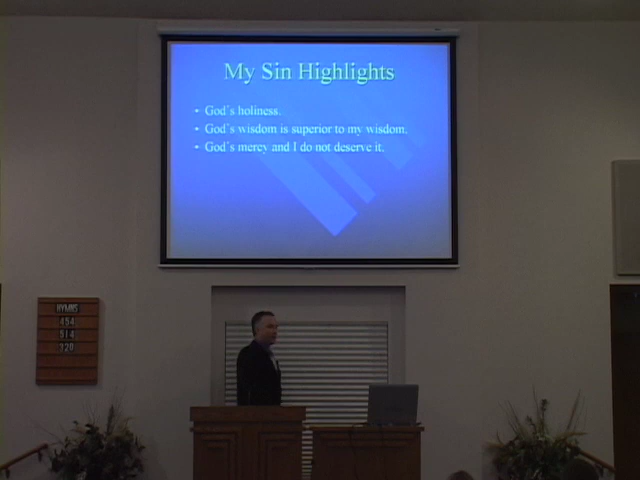 My Sin Highlights
• God's holiness.
• God's wisdom is superior to my wisdom.
• God's mercy and I do not deserve it.
HYMNS
454
514
320